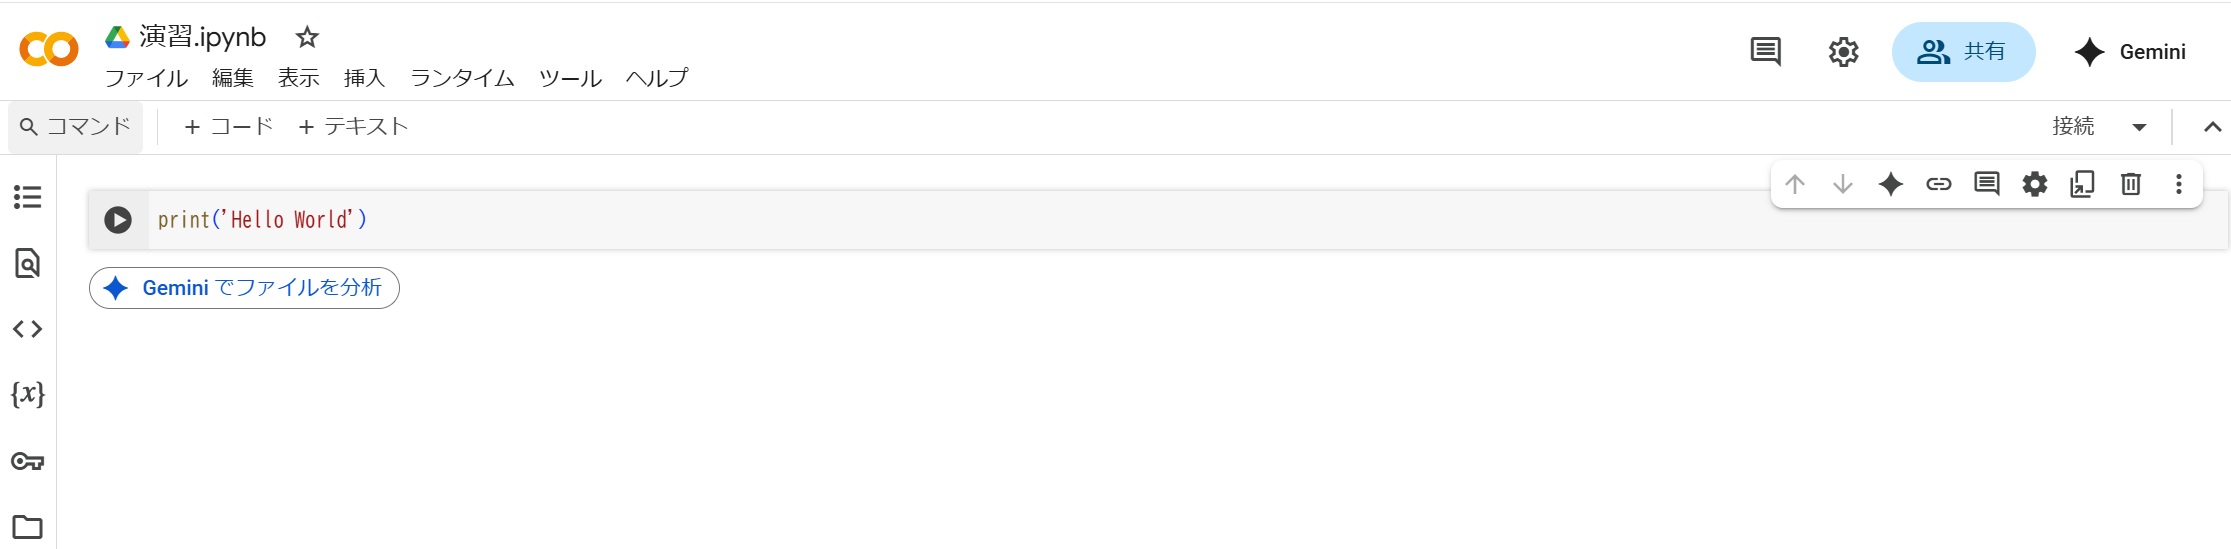 演習.ipynb
ファイル 編集 表示 挿入 ランタイム ツール ヘルプ
共有
Gemini
コマンド + コード + テキスト
接続
print('Hello World')
Gemini でファイルを分析
{x}